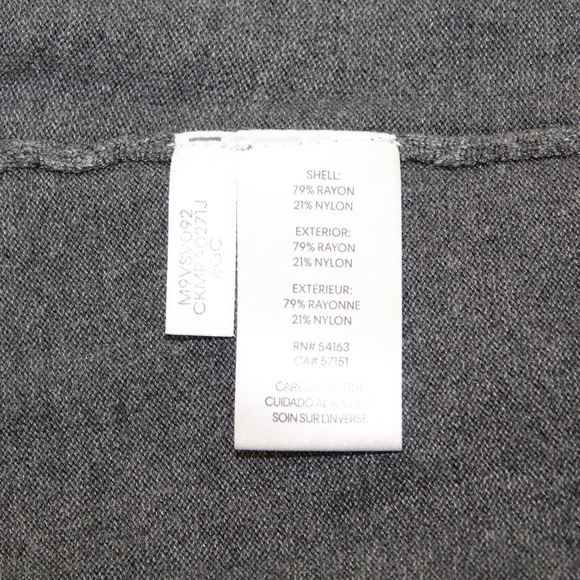 M9VSV092
CKMRA0271J
SHELL:
79% RAYON
21% NYLON
EXTERIOR:
79% RAYON
21% NYLON
EXTÉRIEUR:
79% RAYONNE
21% NYLON
RN# 54163
CA# 57151
CARE
CUIDADO AL
SOIN SUR L'INVERSE